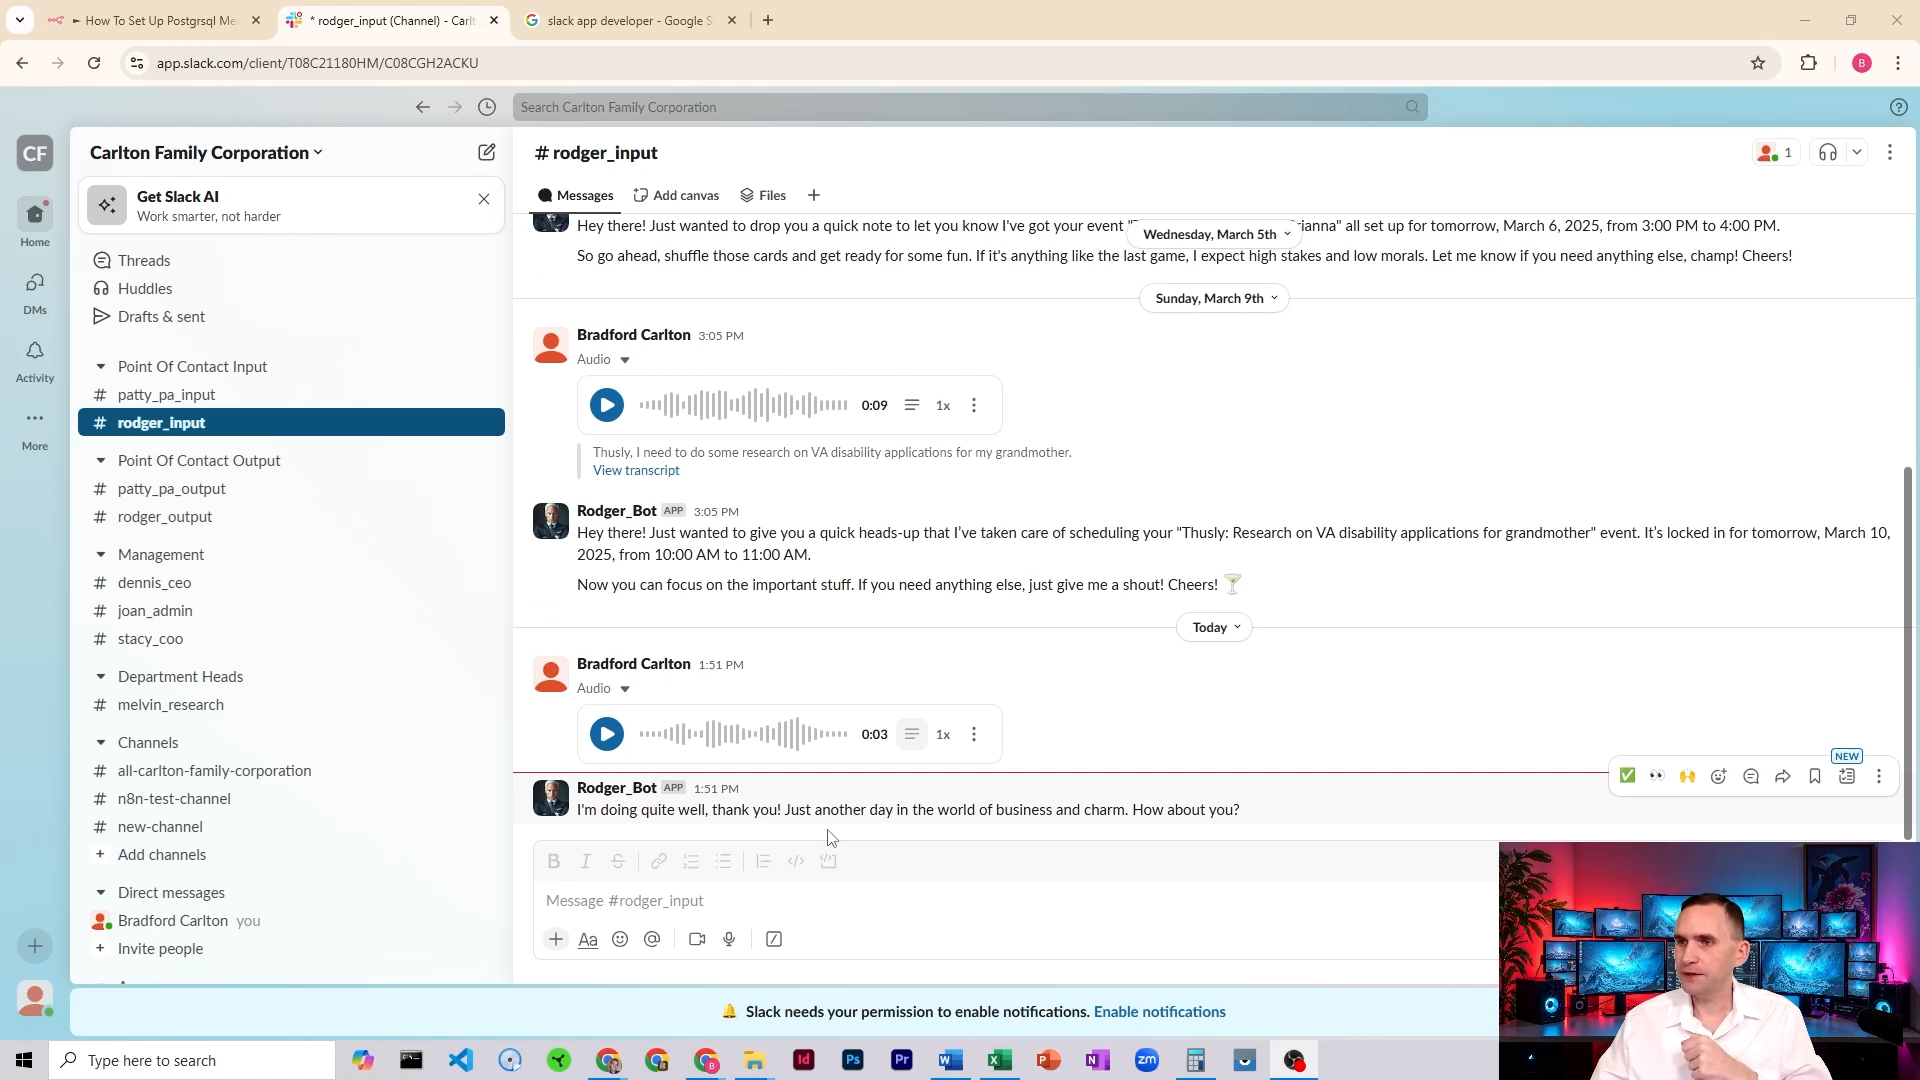 ► How To Set Up Postgrsql Me
* rodger_input (Channel) - Carlt
slack app developer - Google S
app.slack.com/client/T08C21180HM/C08CGH2ACKU
B
Search Carlton Family Corporation
CF
Home
DMs
Activity
More
Carlton Family Corporation
Get Slack AI
Work smarter, not harder
Threads
Huddles
Drafts & sent
Point Of Contact Input
# patty_pa_input
# rodger_input
Point Of Contact Output
# patty_pa_output
# rodger_output
Management
# dennis_ceo
# joan_admin
# stacy_coo
Department Heads
# melvin_research
Channels
# all-carlton-family-corporation
# n8n-test-channel
# new-channel
+ Add channels
Direct messages
Bradford Carlton you
+ Invite people
# rodger_input
1
Messages
Add canvas
Files
Hey there! Just wanted to drop you a quick note to let you know I've got your event " rianna" all set up for tomorrow, March 6, 2025, from 3:00 PM to 4:00 PM.
Wednesday, March 5th
So go ahead, shuffle those cards and get ready for some fun. If it's anything like the last game, I expect high stakes and low morals. Let me know if you need anything else, champ! Cheers!
Sunday, March 9th
Bradford Carlton 3:05 PM
Audio
0:09 1x
Thusly, I need to do some research on VA disability applications for my grandmother.
View transcript
Rodger_Bot APP 3:05 PM
Hey there! Just wanted to give you a quick heads-up that I've taken care of scheduling your "Thusly: Research on VA disability applications for grandmother" event. It's locked in for tomorrow, March 10,
2025, from 10:00 AM to 11:00 AM.
Now you can focus on the important stuff. If you need anything else, just give me a shout! Cheers!
Today
Bradford Carlton 1:51 PM
Audio
0:03 1x
NEW
Rodger_Bot APP 1:51 PM
I'm doing quite well, thank you! Just another day in the world of business and charm. How about you?
B I S
Message #rodger_input
Aa
Slack needs your permission to enable notifications. Enable notifications
Type here to search
Id
Ps
Pr
W
X
P
N
zm